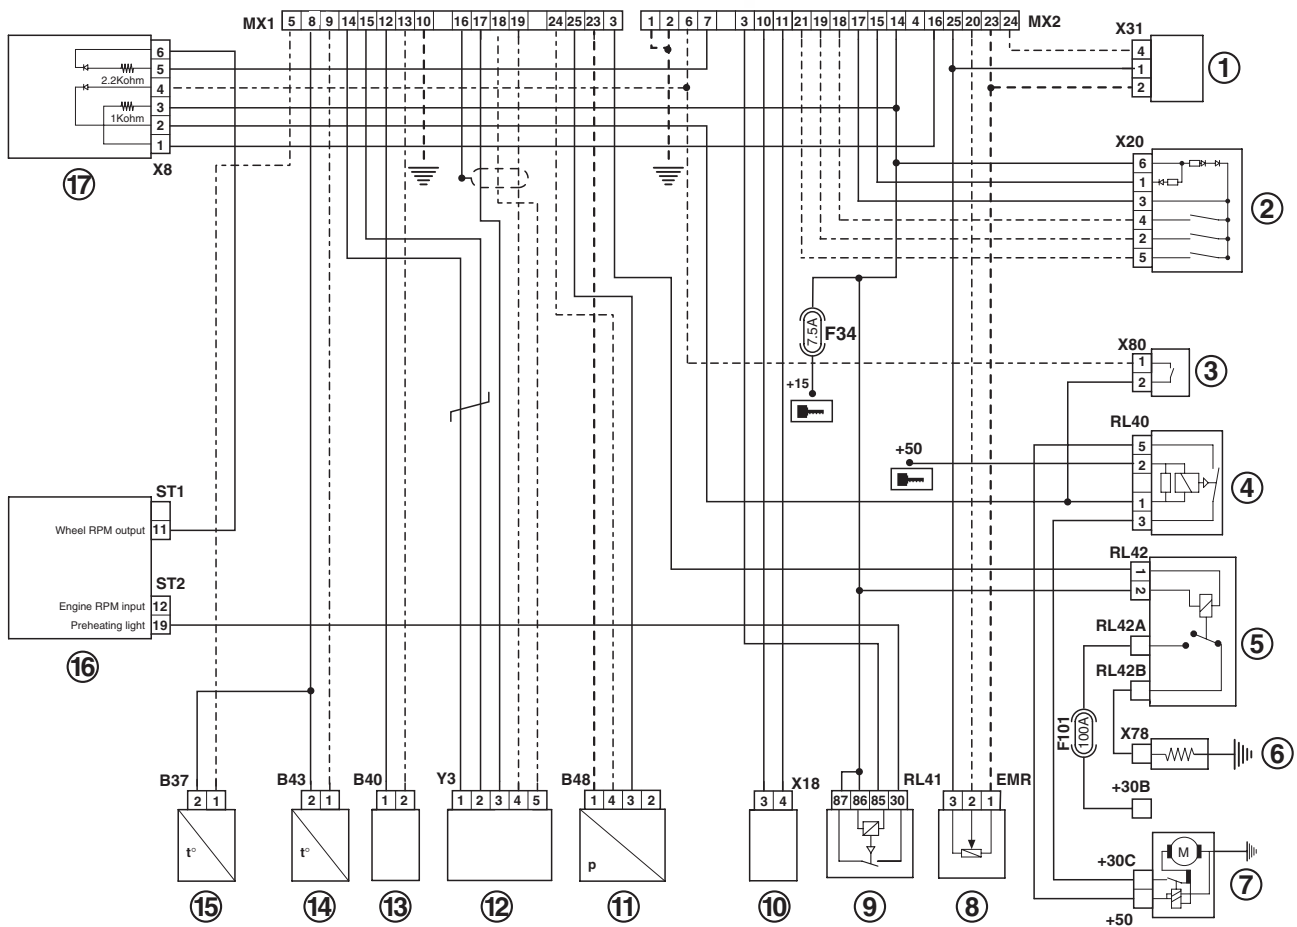 MX1 5 8 9 14 15 12 13 10 16 17 18 19 24 25 23 3
1 2 6 7 3 10 11 21 19 18 17 15 14 4 16 25 20 23 24 MX2
6
5
4
3
2
1
2.2Kohm
1Kohm
X8
17
X31
4
1
2
1
X20
6
1
3
4
2
5
2
7.5A
F34
+15
X80
1
2
3
+50
RL40
5
2
1
3
4
ST1
Wheel RPM output 11
ST2
Engine RPM input 12
Preheating light 19
16
RL42
1
2
RL42A
RL42B
5
F101
100A
X78
6
+30B
+30C
+50
M
7
B37
2 1
t°
15
B43
2 1
t°
14
B40
1 2
13
Y3
1 2 3 4 5
12
B48
1 4 3 2
p
11
X18
3 4
10
RL41
87 86 85 30
9
EMR
3 2 1
8